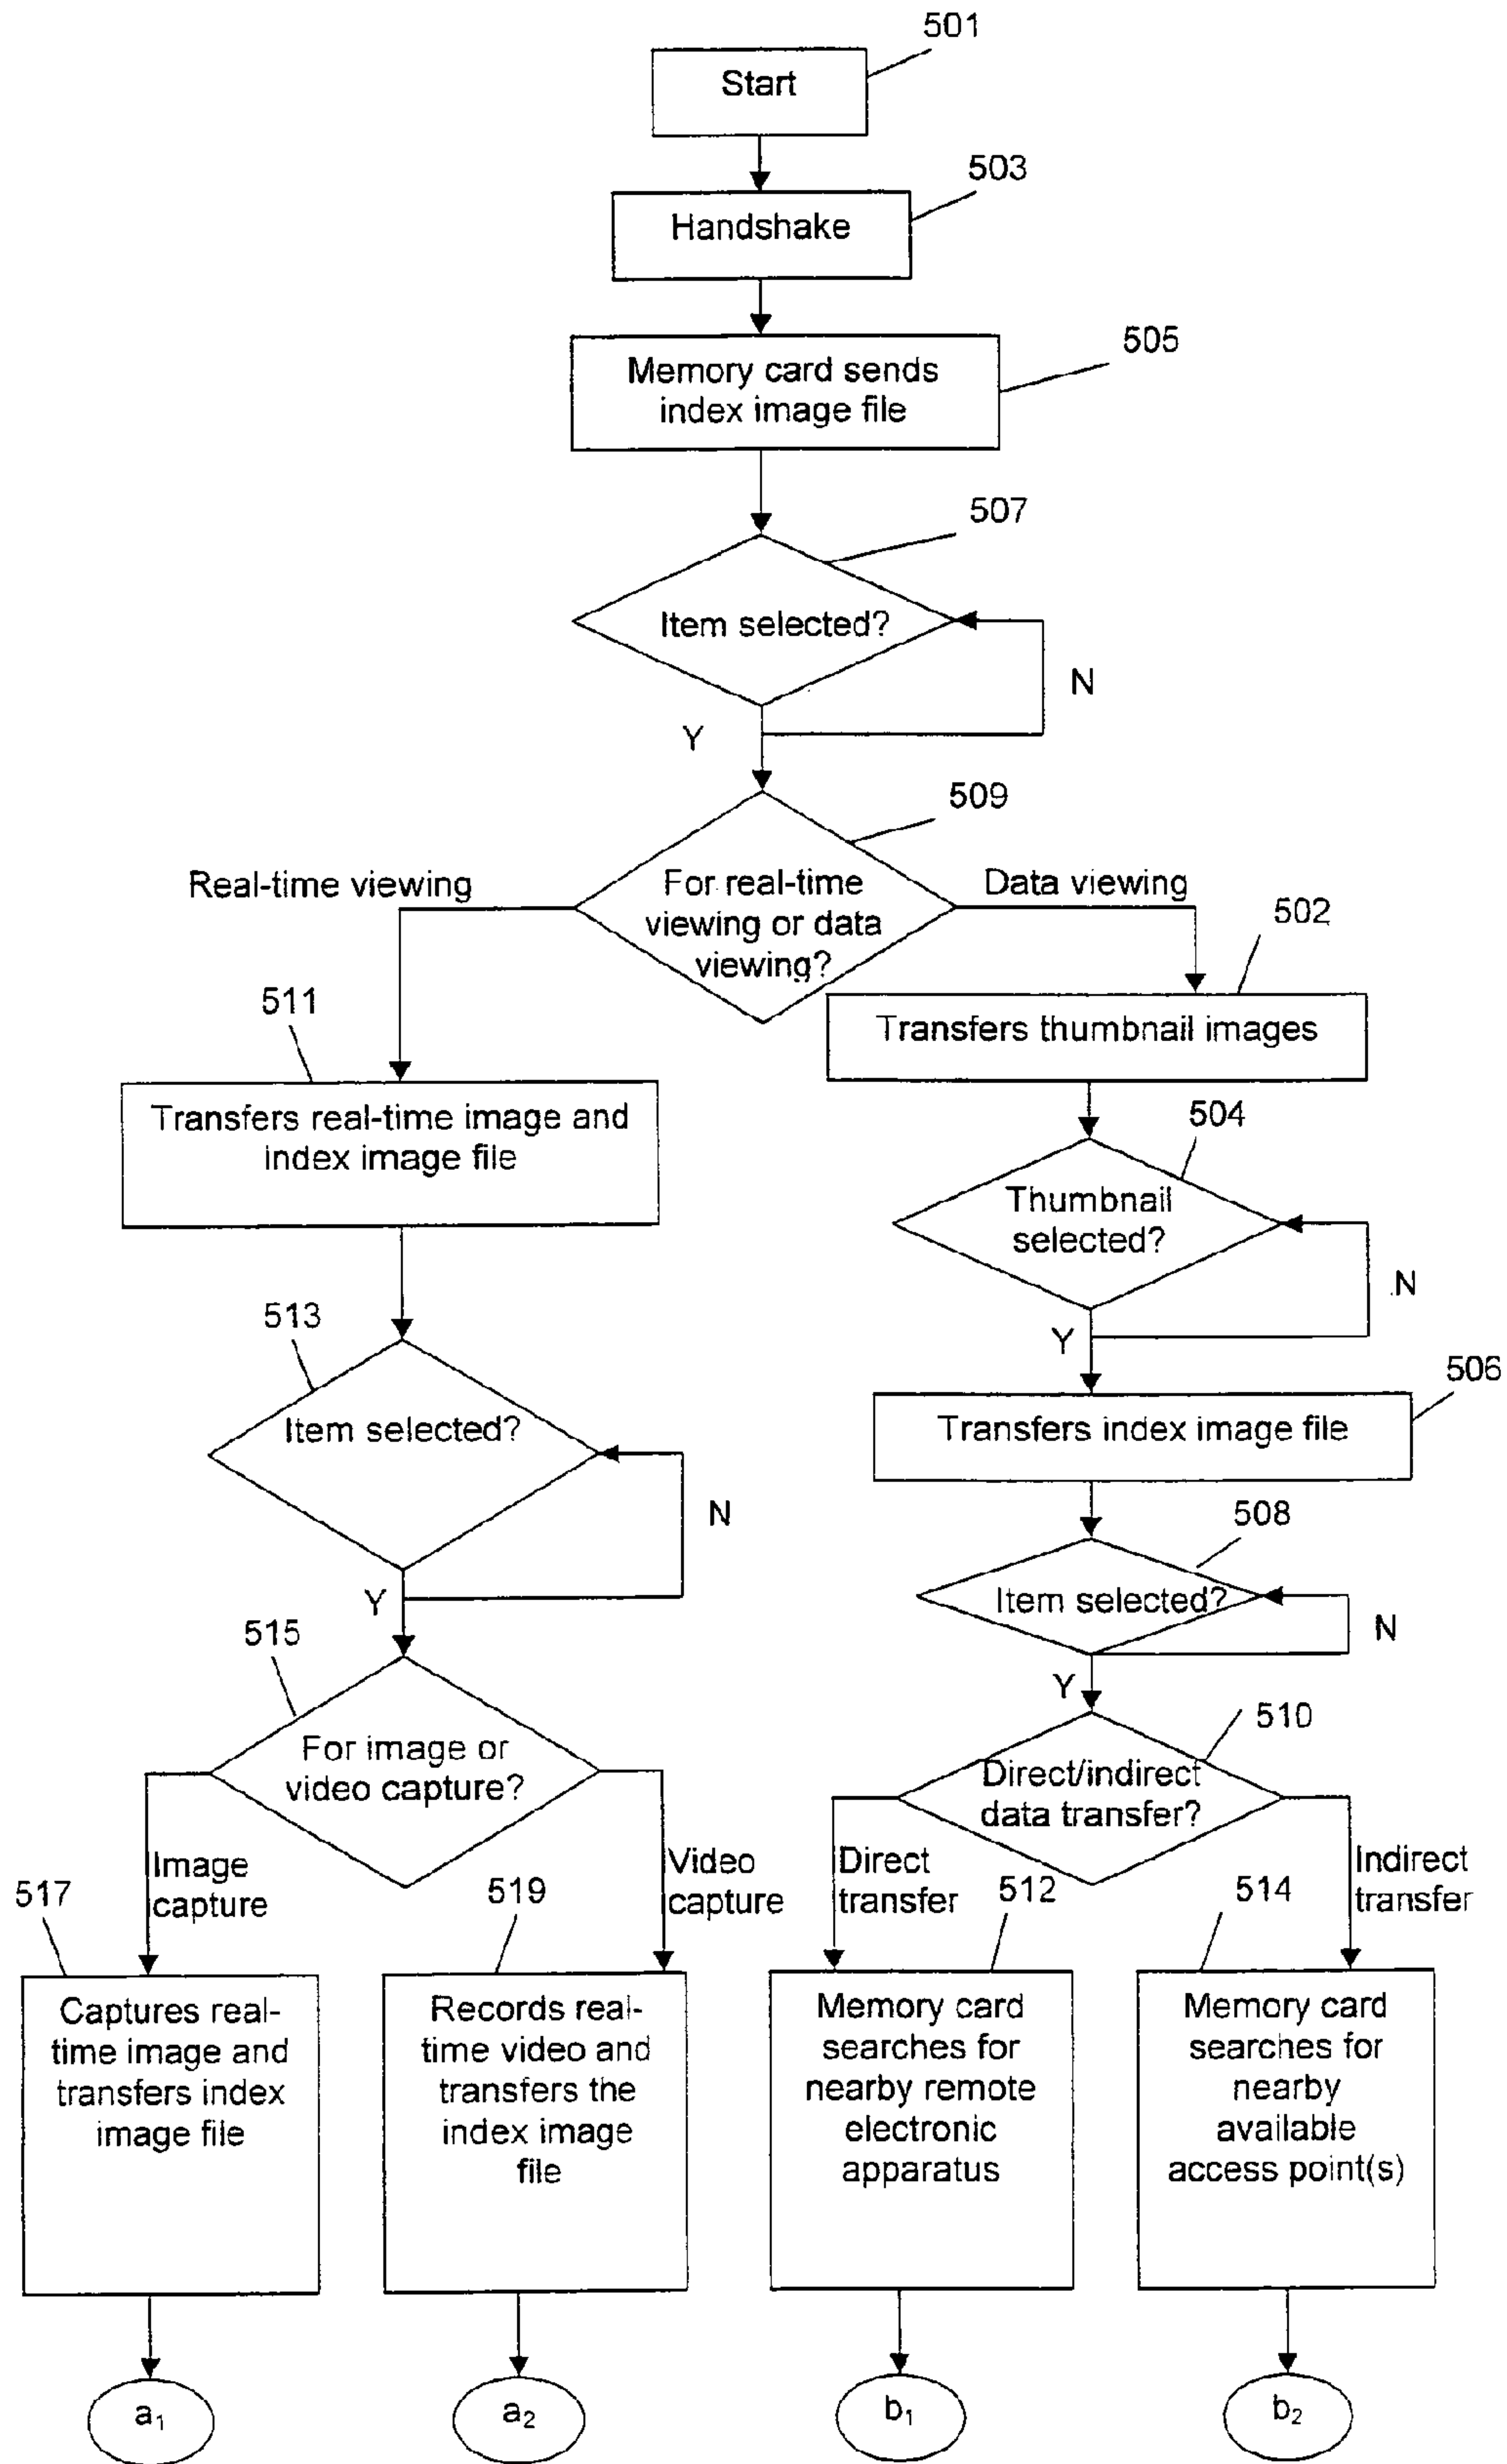 501
Start
503
Handshake
505
Memory card sends
index image file
507
Item selected?
N
Y
509
Real-time viewing
For real-time
viewing or data
viewing?
Data viewing
502
Transfers thumbnail images
511
Transfers real-time image and
index image file
504
Thumbnail
selected?
N
Y
513
Item selected?
N
Y
506
Transfers index image file
508
Item selected?
N
Y
515
For image or
video capture?
510
Direct/indirect
data transfer?
Image
capture
Video
capture
Direct
transfer
Indirect
transfer
517
Captures real-
time image and
transfers index
image file
519
Records real-
time video and
transfers the
index image
file
512
Memory card
searches for
nearby remote
electronic
apparatus
514
Memory card
searches for
nearby
available
access point(s)
a₁
a₂
b₁
b₂